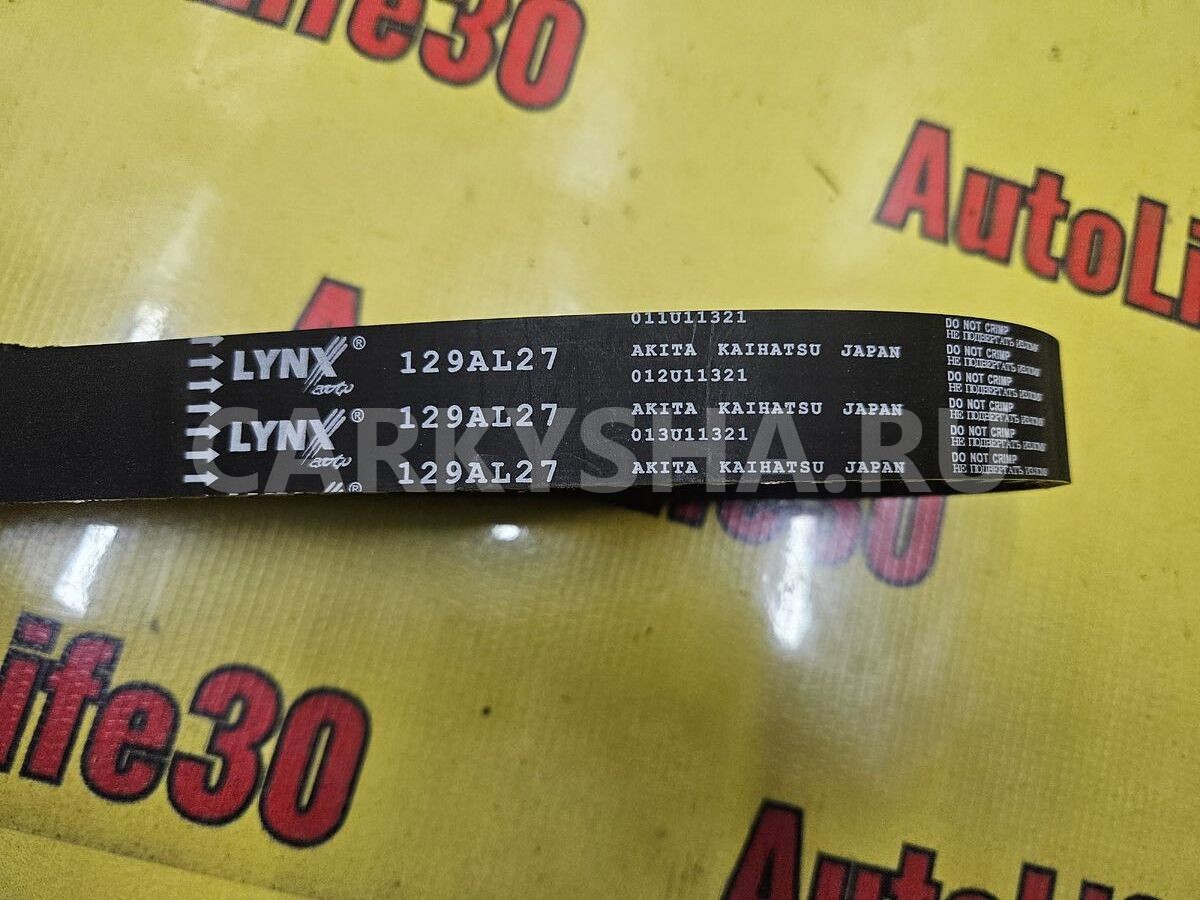 Life30
AutoLi
011U11321
DO NOT CRIMP
НЕ ПОДВЕРГАТЬ ИЗЛОМУ
LYNX® auto 129AL27 AKITA KAIHATSU JAPAN
DO NOT CRIMP
НЕ ПОДВЕРГАТЬ ИЗЛОМУ
012U11321
DO NOT CRIMP
НЕ ПОДВЕРГАТЬ ИЗЛОМУ
LYNX® auto 129AL27 AKITA KAIHATSU JAPAN
DO NOT CRIMP
НЕ ПОДВЕРГАТЬ ИЗЛОМУ
013U11321
DO NOT CRIMP
НЕ ПОДВЕРГАТЬ ИЗЛОМУ
® 129AL27 AKITA KAIHATSU JAPAN
DO NOT CRIMP
НЕ ПОДВЕРГАТЬ ИЗЛОМУ
CARKYSHA.RU
ife30
Life30